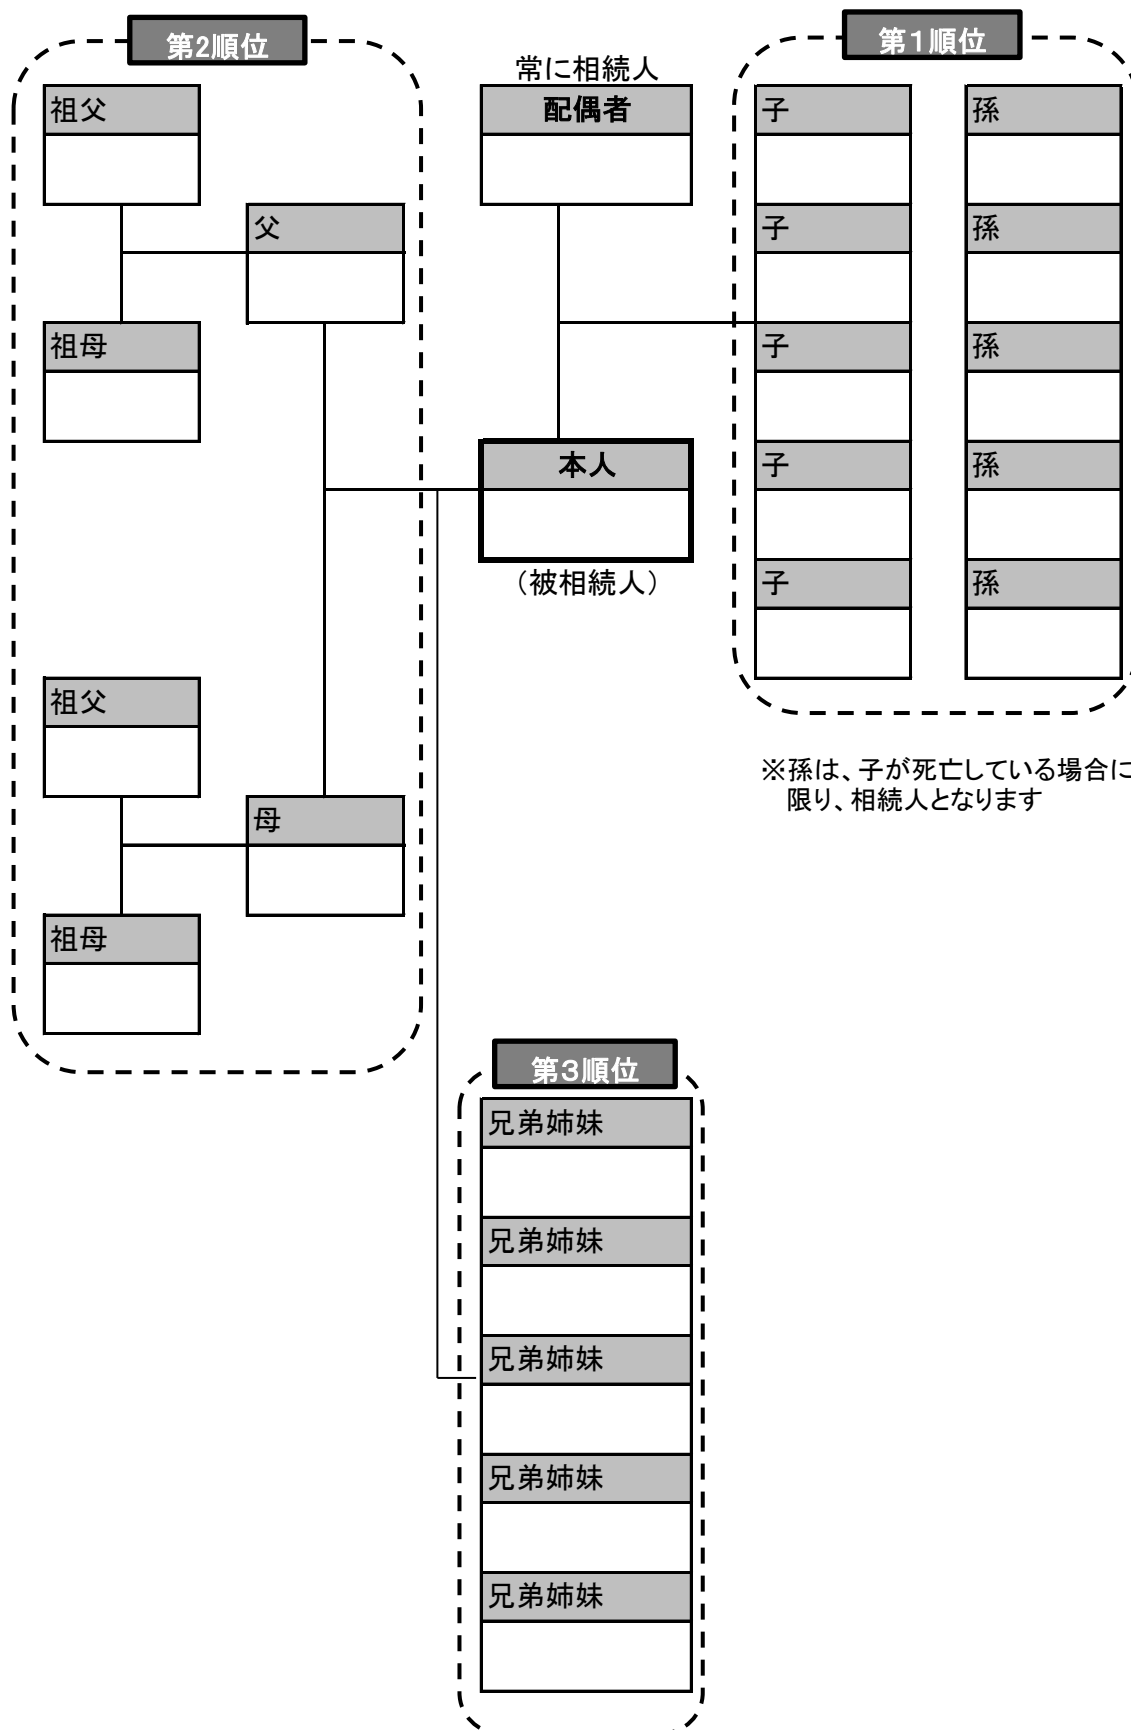 第2順位
祖父
父
祖母
祖父
母
祖母
常に相続人
配偶者
本人
(被相続人)
第1順位
子
孫
子
孫
子
孫
子
孫
子
孫
※孫は、子が死亡している場合に
限り、相続人となります
第3順位
兄弟姉妹
兄弟姉妹
兄弟姉妹
兄弟姉妹
兄弟姉妹